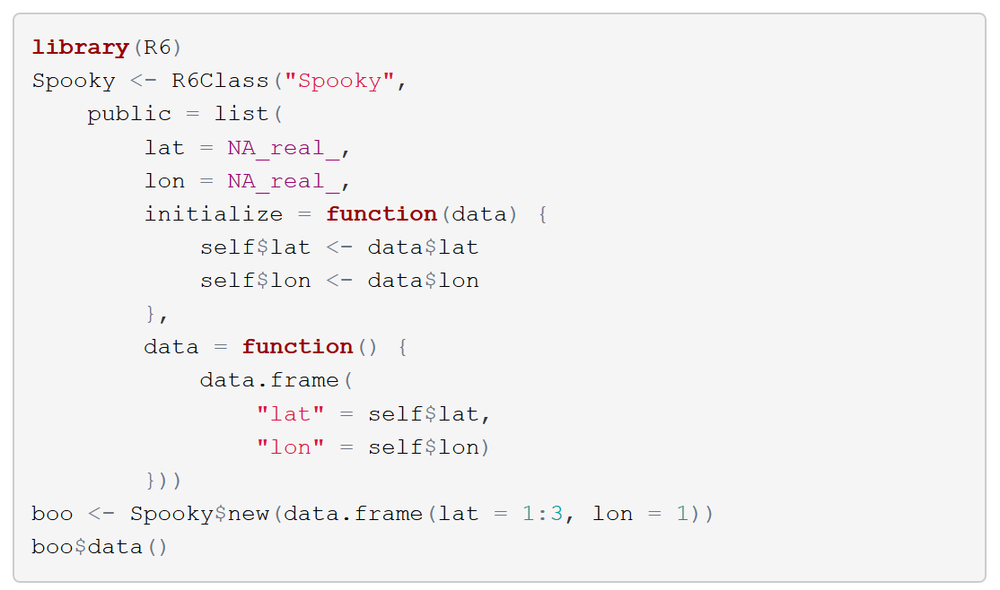 library(R6)
Spooky <- R6Class("Spooky",
    public = list(
        lat = NA_real_,
        lon = NA_real_,
        initialize = function(data) {
            self$lat <- data$lat
            self$lon <- data$lon
        },
        data = function() {
            data.frame(
                "lat" = self$lat,
                "lon" = self$lon)
        }))
boo <- Spooky$new(data.frame(lat = 1:3, lon = 1))
boo$data()